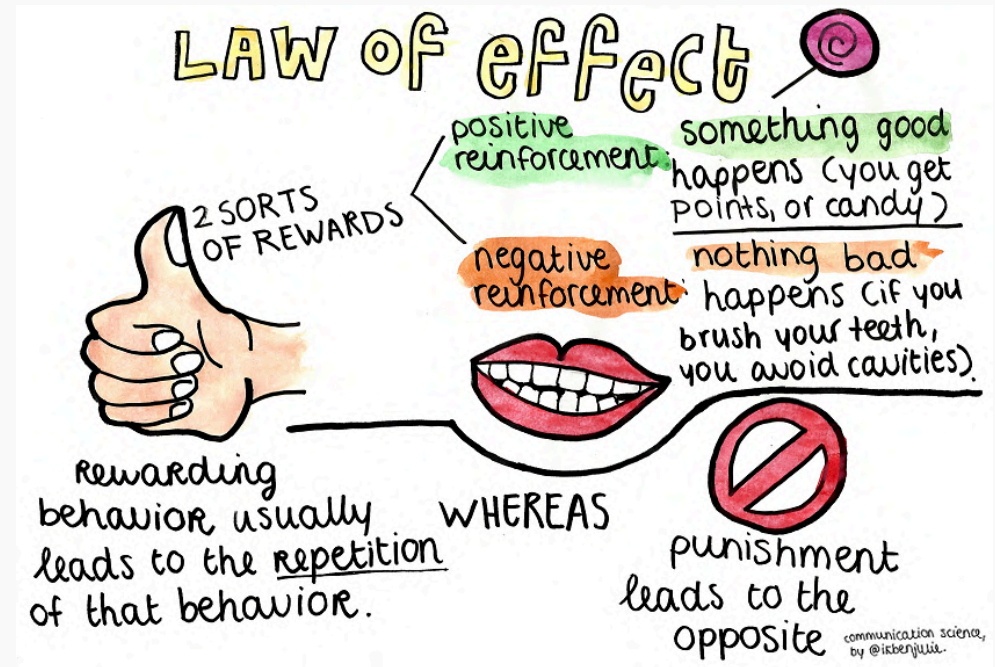 LAW OF effect
2 SORTS
OF REWARDS
positive
reinforcement:
something good
happens (you get
points, or candy)
negative
reinforcement:
nothing bad
happens (if you
brush your teeth,
you avoid cavities).
Rewarding
behavior usually
leads to the repetition
of that behavior.
WHEREAS
punishment
leads to the
opposite
communication science,
by @isbenjulie.